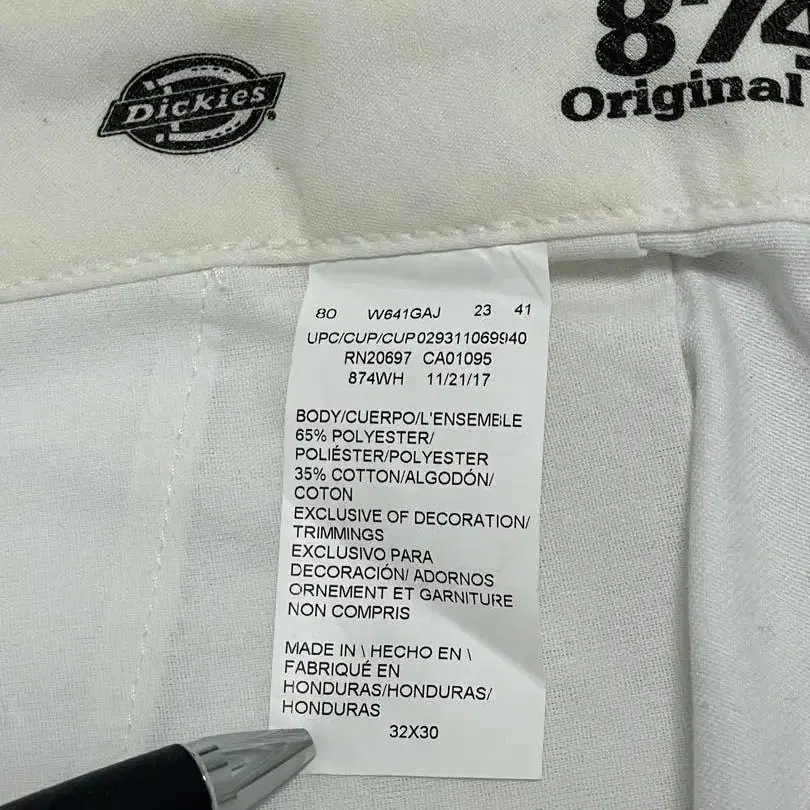 Dickies
874
Original
80 W641GAJ 23 41
UPC/CUP/CUP 029311069940
RN20697 CA01095
874WH 11/21/17
BODY/CUERPO/L'ENSEMBLE
65% POLYESTER/
POLIÉSTER/POLYESTER
35% COTTON/ALGODÓN/
COTON
EXCLUSIVE OF DECORATION/
TRIMMINGS
EXCLUSIVO PARA
DECORACIÓN/ ADORNOS
ORNEMENT ET GARNITURE
NON COMPRIS
MADE IN \ HECHO EN \
FABRIQUÉ EN
HONDURAS/HONDURAS/
HONDURAS
32X30